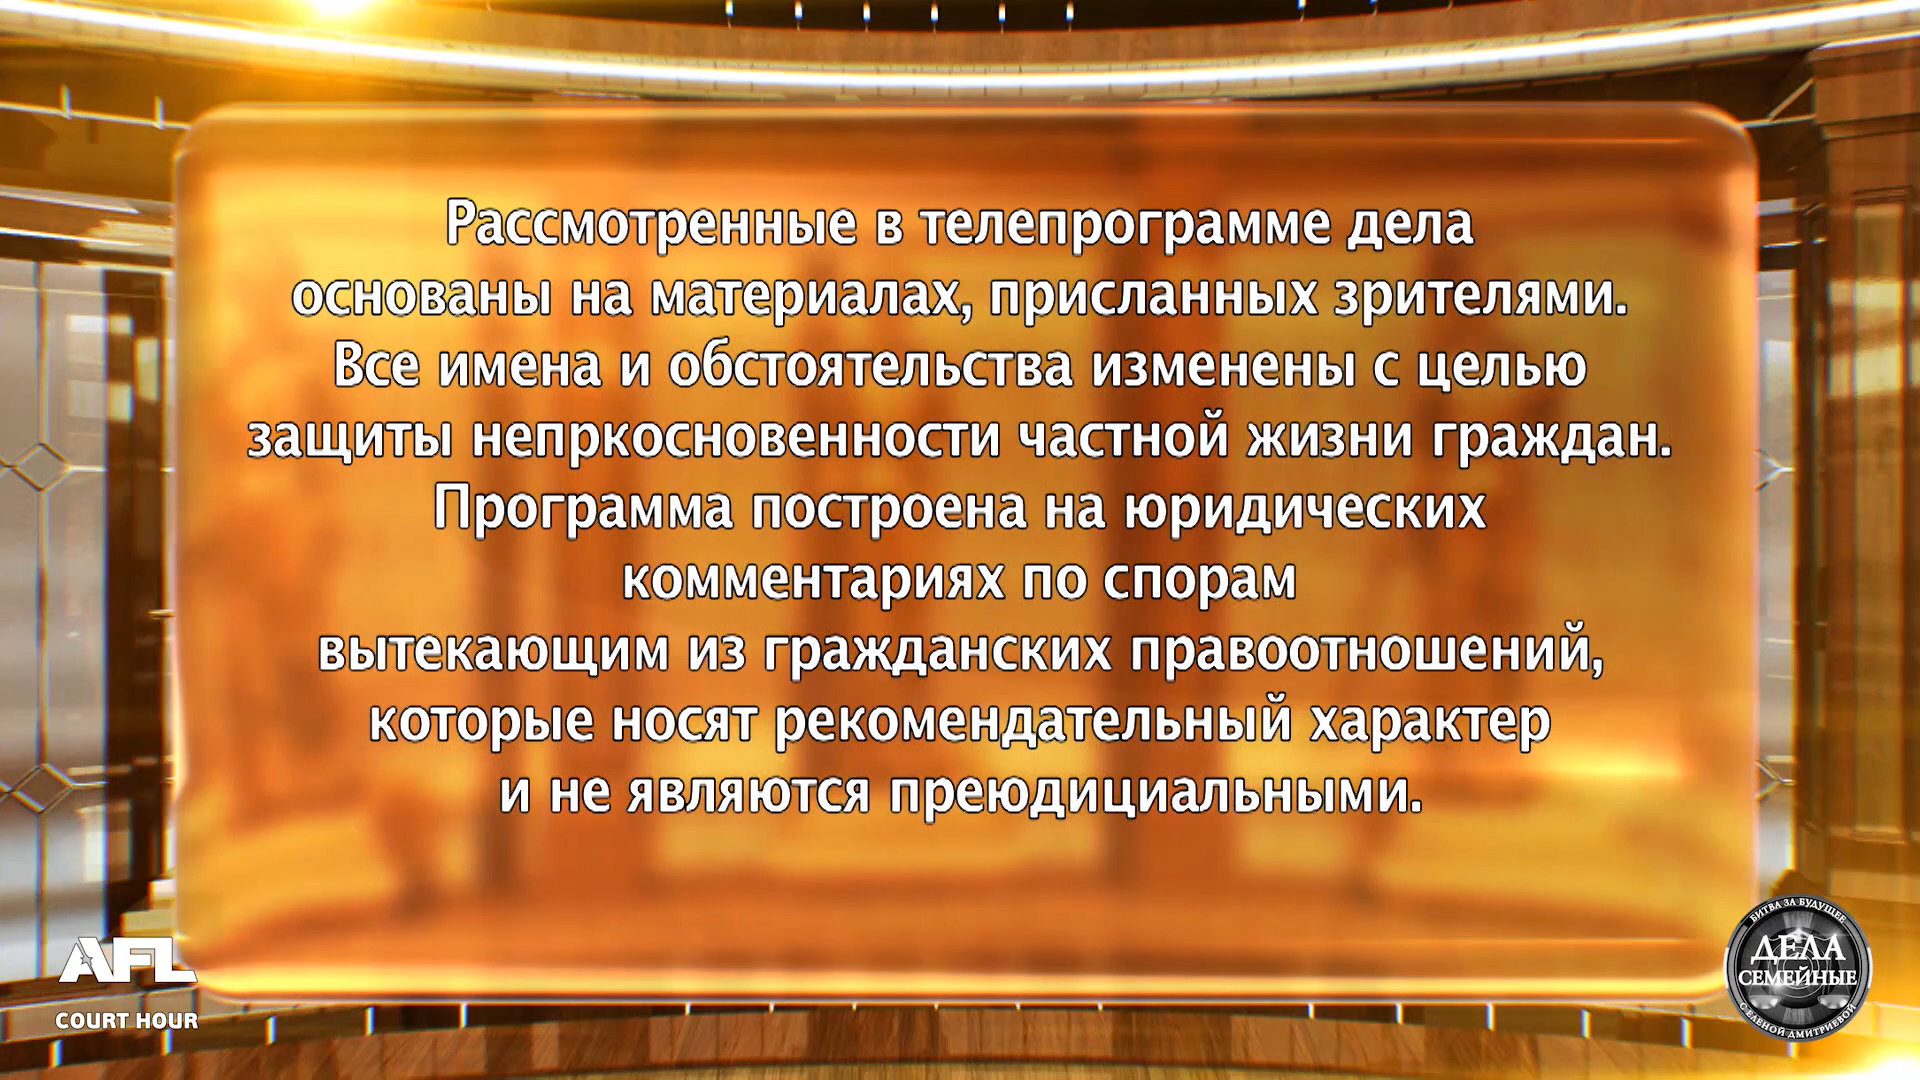 Рассмотренные в телепрограмме дела
основаны на материалах, присланных зрителями.
Все имена и обстоятельства изменены с целью
защиты непркосновенности частной жизни граждан.
Программа построена на юридических
комментариях по спорам
вытекающим из гражданских правоотношений,
которые носят рекомендательный характер
и не являются преюдициальными.
AFL
COURT HOUR
БИТВА ЗА БУДУЩЕЕ
ДЕЛА
СЕМЕЙНЫЕ
С ЕЛЕНОЙ ДМИТРИЕВОЙ